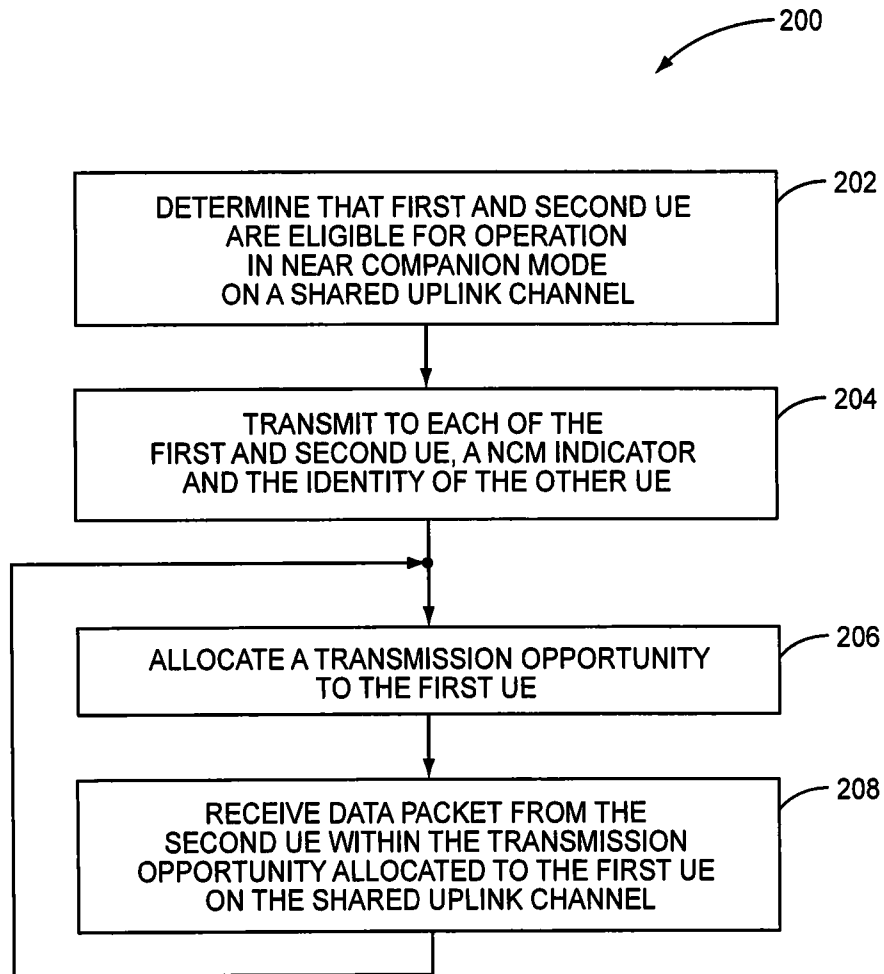 200
202
DETERMINE THAT FIRST AND SECOND UE
ARE ELIGIBLE FOR OPERATION
IN NEAR COMPANION MODE
ON A SHARED UPLINK CHANNEL
204
TRANSMIT TO EACH OF THE
FIRST AND SECOND UE, A NCM INDICATOR
AND THE IDENTITY OF THE OTHER UE
206
ALLOCATE A TRANSMISSION OPPORTUNITY
TO THE FIRST UE
208
RECEIVE DATA PACKET FROM THE
SECOND UE WITHIN THE TRANSMISSION
OPPORTUNITY ALLOCATED TO THE FIRST UE
ON THE SHARED UPLINK CHANNEL